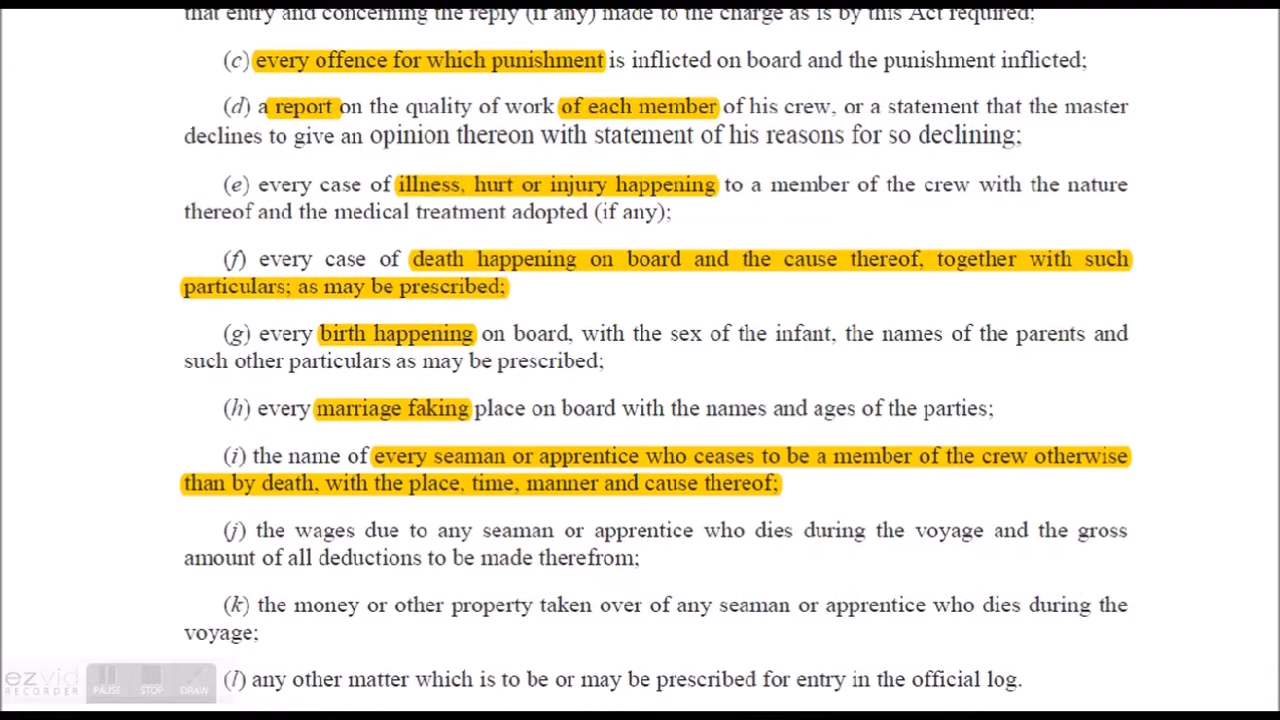 that entry and concerning the reply (if any) made to the charge as is by this Act required;
(c) every offence for which punishment is inflicted on board and the punishment inflicted;
(d) a report on the quality of work of each member of his crew, or a statement that the master
declines to give an opinion thereon with statement of his reasons for so declining;
(e) every case of illness, hurt or injury happening to a member of the crew with the nature
thereof and the medical treatment adopted (if any);
(f) every case of death happening on board and the cause thereof, together with such
particulars; as may be prescribed;
(g) every birth happening on board, with the sex of the infant, the names of the parents and
such other particulars as may be prescribed;
(h) every marriage faking place on board with the names and ages of the parties;
(i) the name of every seaman or apprentice who ceases to be a member of the crew otherwise
than by death, with the place, time, manner and cause thereof;
(j) the wages due to any seaman or apprentice who dies during the voyage and the gross
amount of all deductions to be made therefrom;
(k) the money or other property taken over of any seaman or apprentice who dies during the
voyage;
(l) any other matter which is to be or may be prescribed for entry in the official log.
ezvid
RECORDER
PAUSE STOP DRAW